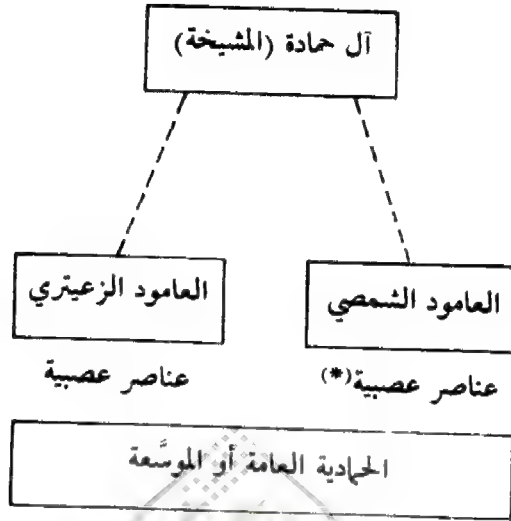 آل حمادة (المشيخة)
العامود الشمصي
العامود الزعيتري
عناصر عصبية(*)
عناصر عصبية
الحمادية العامة أو الموسَّعة